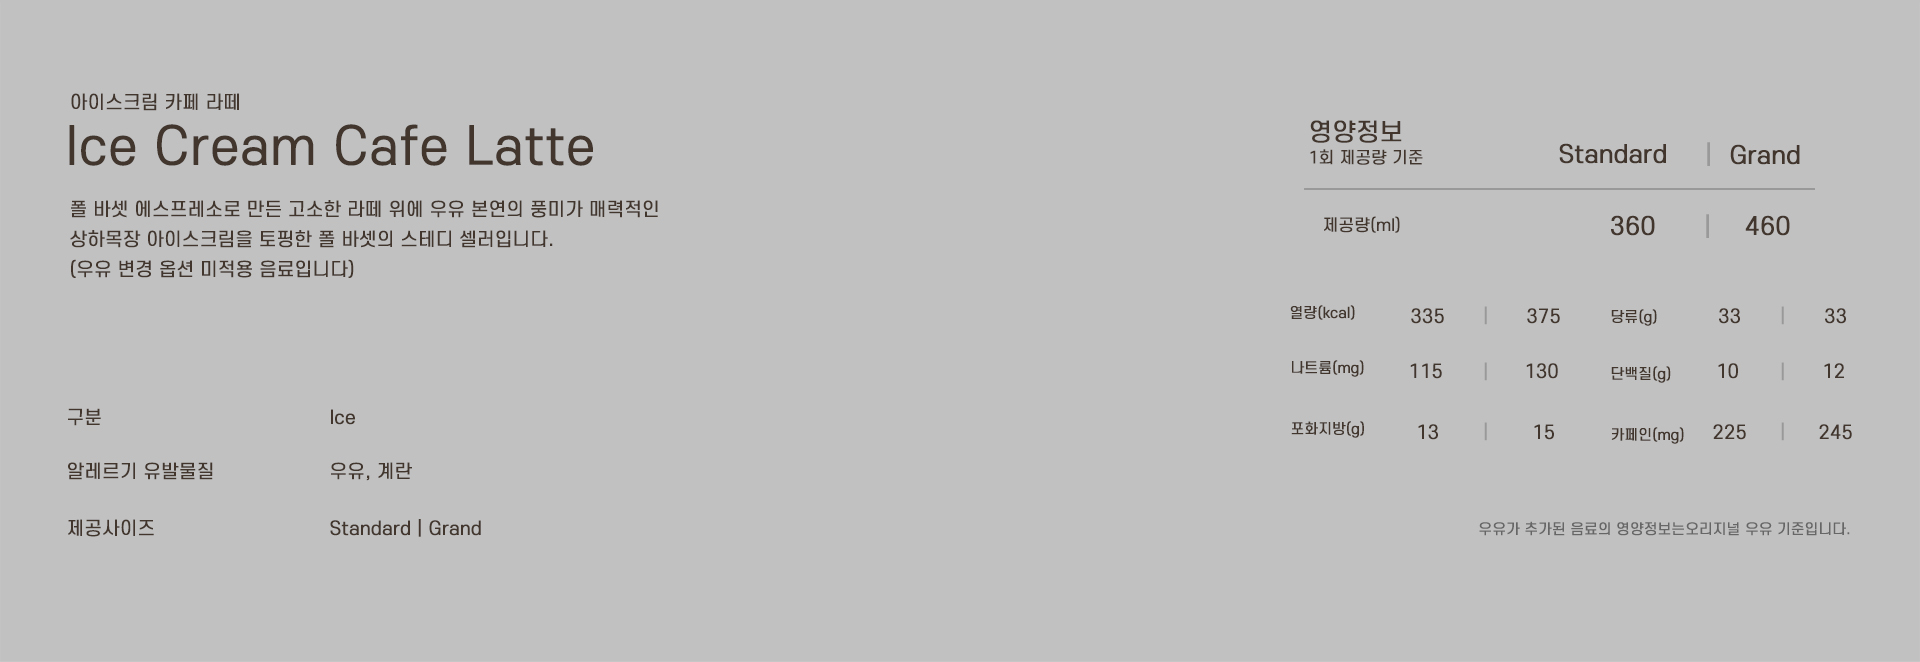 아이스크림 카페 라떼
Ice Cream Cafe Latte
폴 바셋 에스프레소로 만든 고소한 라떼 위에 우유 본연의 풍미가 매력적인
상하목장 아이스크림을 토핑한 폴 바셋의 스테디 셀러입니다.
(우유 변경 옵션 미적용 음료입니다)
구분 Ice
알레르기 유발물질 우유, 계란
제공사이즈 Standard | Grand
영양정보
1회 제공량 기준 Standard | Grand
제공량(ml) 360 | 460
열량(kcal) 335 | 375 당류(g) 33 | 33
나트륨(mg) 115 | 130 단백질(g) 10 | 12
포화지방(g) 13 | 15 카페인(mg) 225 | 245
우유가 추가된 음료의 영양정보는오리지널 우유 기준입니다.